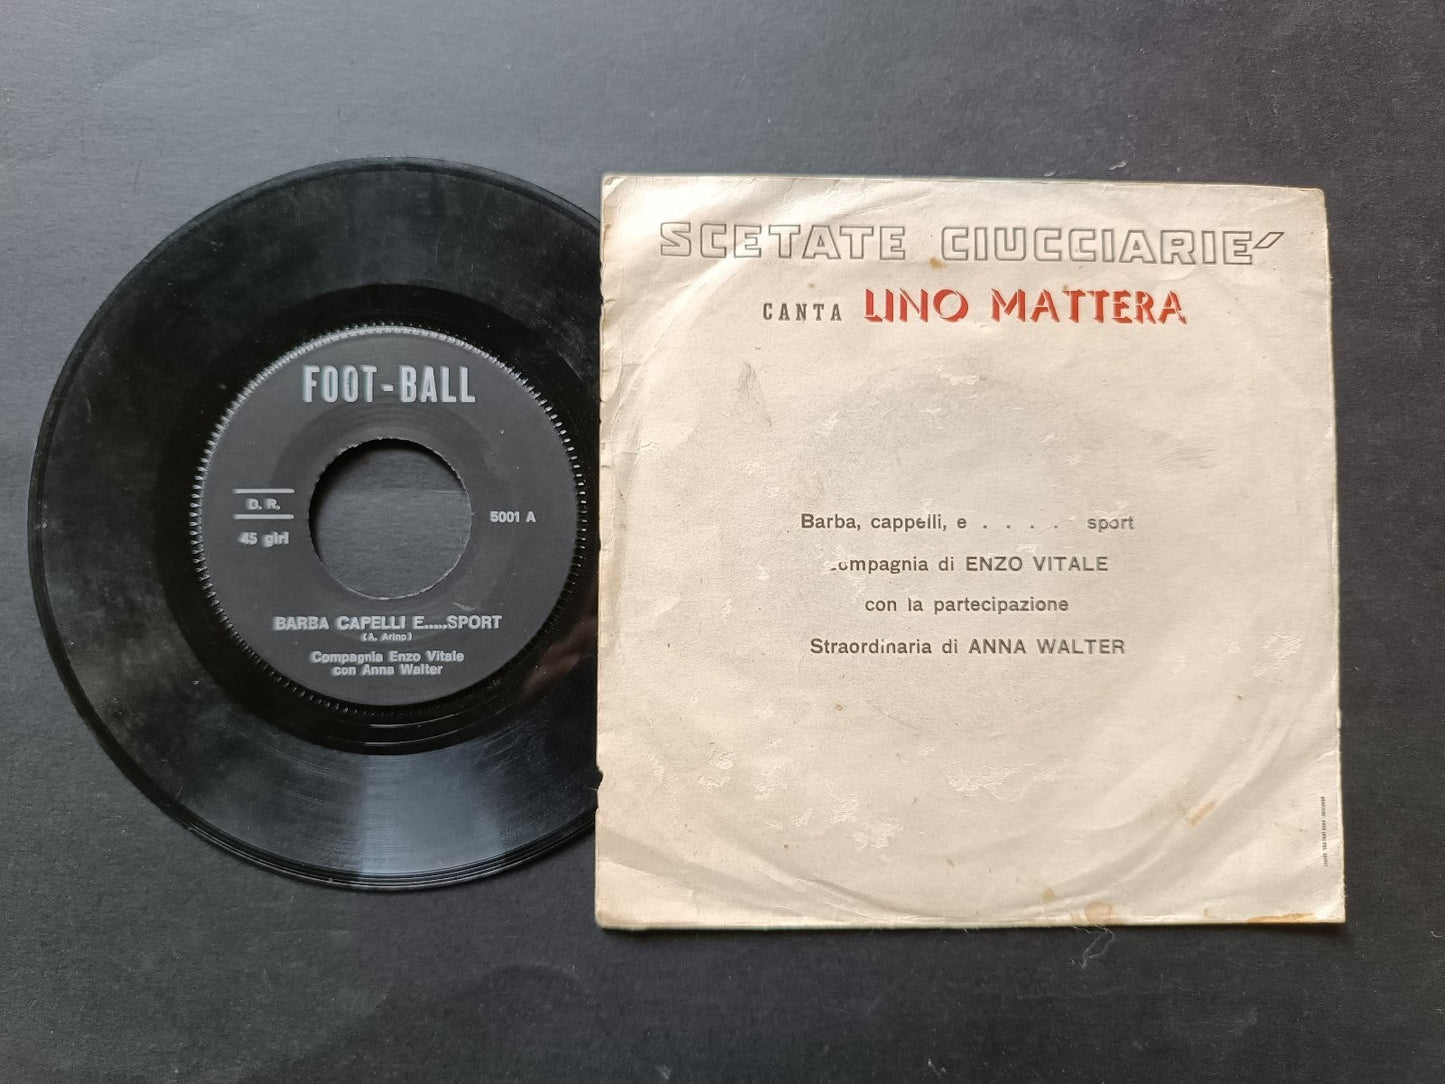 FOOT-BALL
D. R.
45 giri
5001 A
BARBA CAPELLI E.....SPORT
(A. Arino)
Compagnia Enzo Vitale
con Anna Walter
SCETATE CIUCCIARIE'
CANTA LINO MATTERA
Barba, cappelli, e . . . . sport
Compagnia di ENZO VITALE
con la partecipazione
Straordinaria di ANNA WALTER